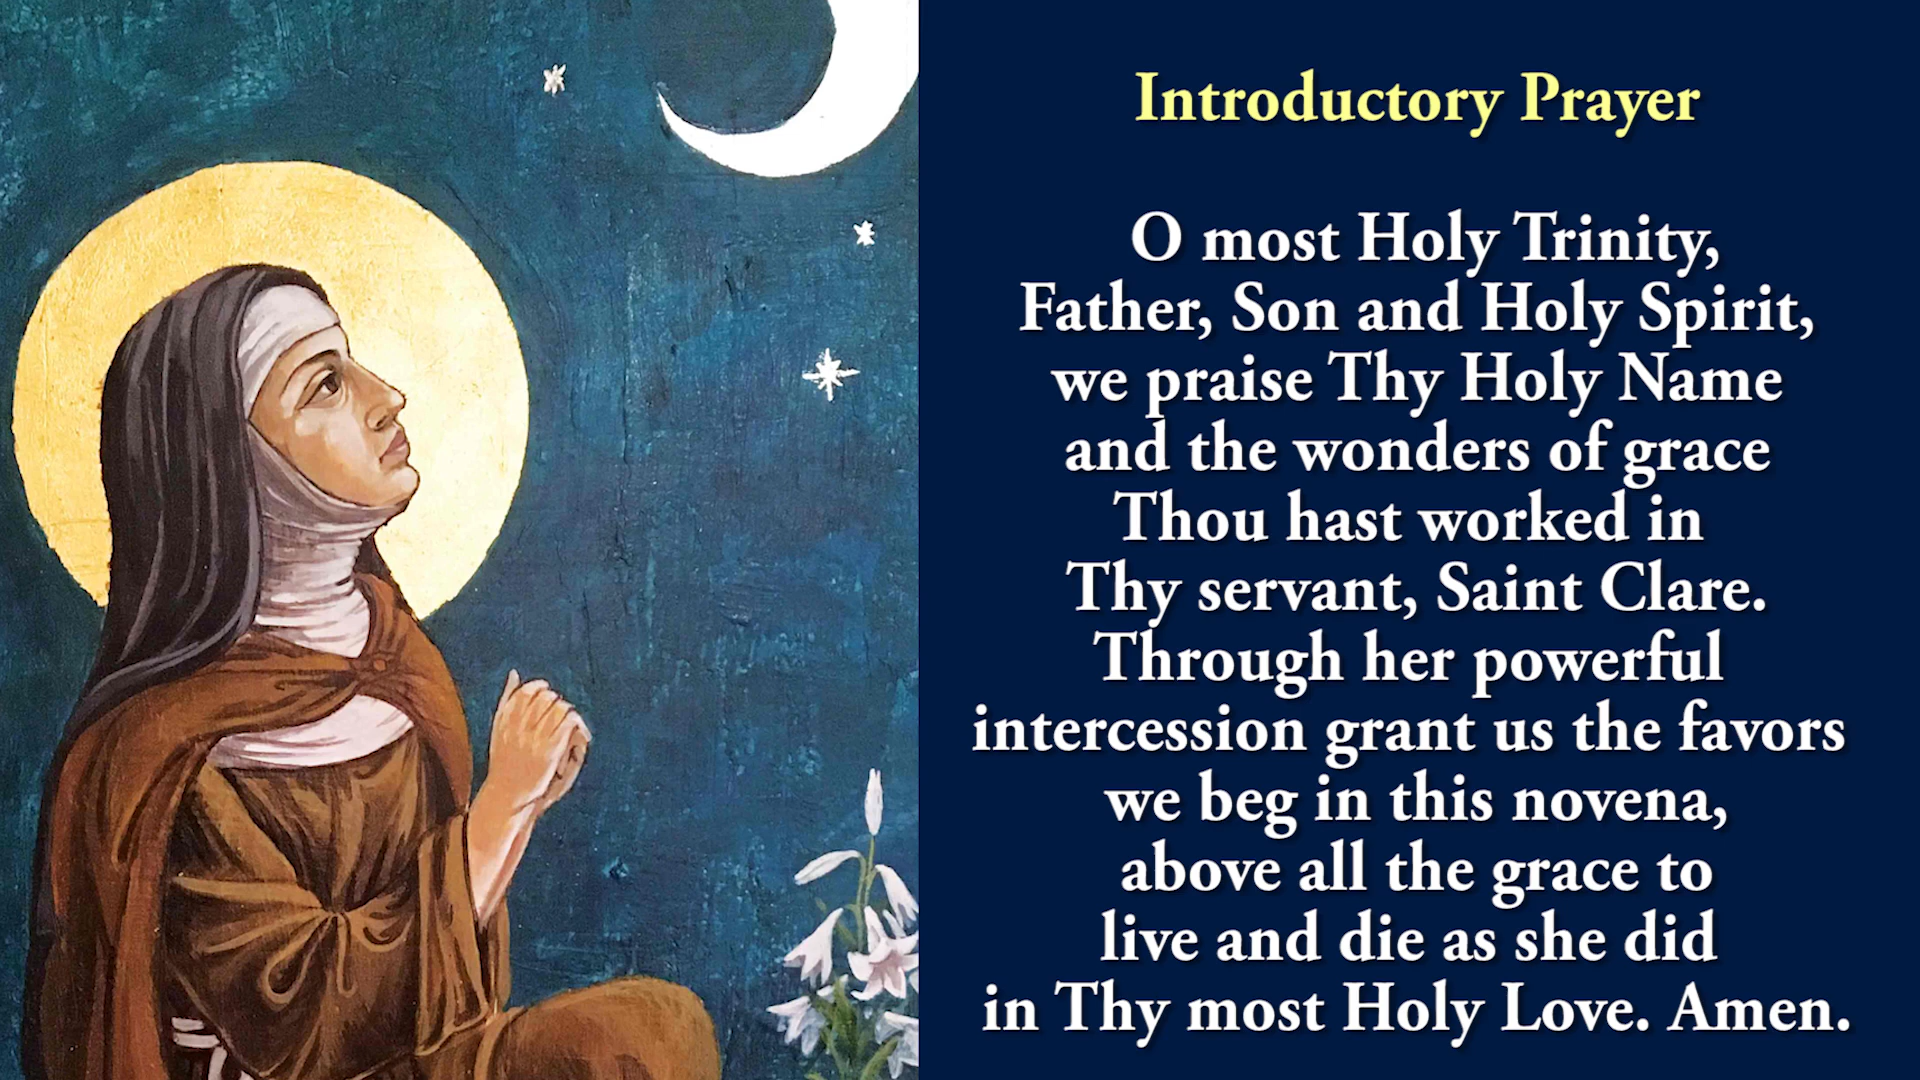 Introductory Prayer
O most Holy Trinity,
Father, Son and Holy Spirit,
we praise Thy Holy Name
and the wonders of grace
Thou hast worked in
Thy servant, Saint Clare.
Through her powerful
intercession grant us the favors
we beg in this novena,
above all the grace to
live and die as she did
in Thy most Holy Love. Amen.